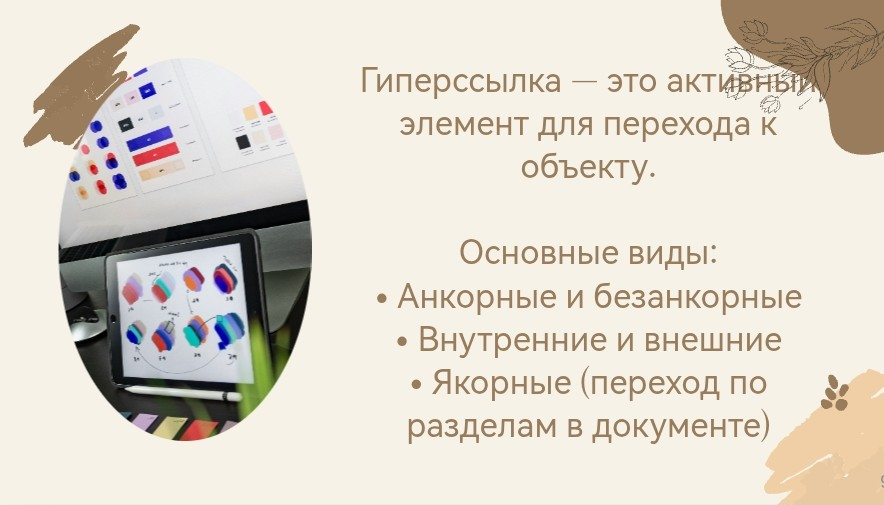 Гиперссылка — это активный
элемент для перехода к
объекту.
Основные виды:
• Анкорные и безанкорные
• Внутренние и внешние
• Якорные (переход по
разделам в документе)